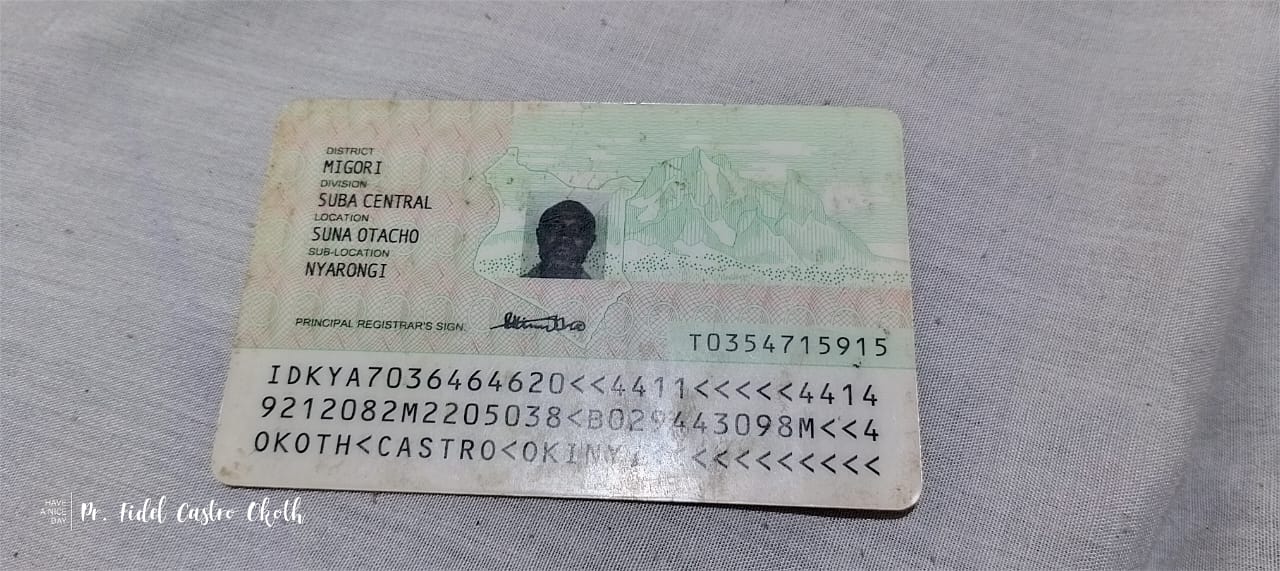 DISTRICT
MIGORI
DIVISION
SUBA CENTRAL
LOCATION
SUNA OTACHO
SUB-LOCATION
NYARONGI
PRINCIPAL REGISTRAR'S SIGN.
T0354715915
IDKYA7036464620<<4411<<<<<4414
9212082M2205038<B029443098M<<4
OKOTH<CASTRO<
HAVE
A NICE
DAY
Pr. Fidel Castro Okoth